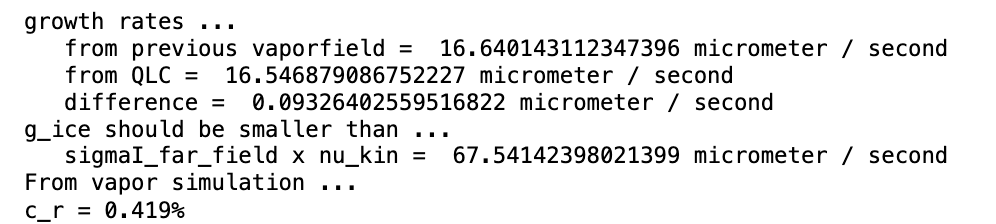 growth rates ...
from previous vaporfield =  16.640143112347396 micrometer / second
from QLC =  16.546879086752227 micrometer / second
difference =  0.09326402559516822 micrometer / second
g_ice should be smaller than ...
sigmaI_far_field x nu_kin =  67.54142398021399 micrometer / second
From vapor simulation ...
c_r = 0.419%